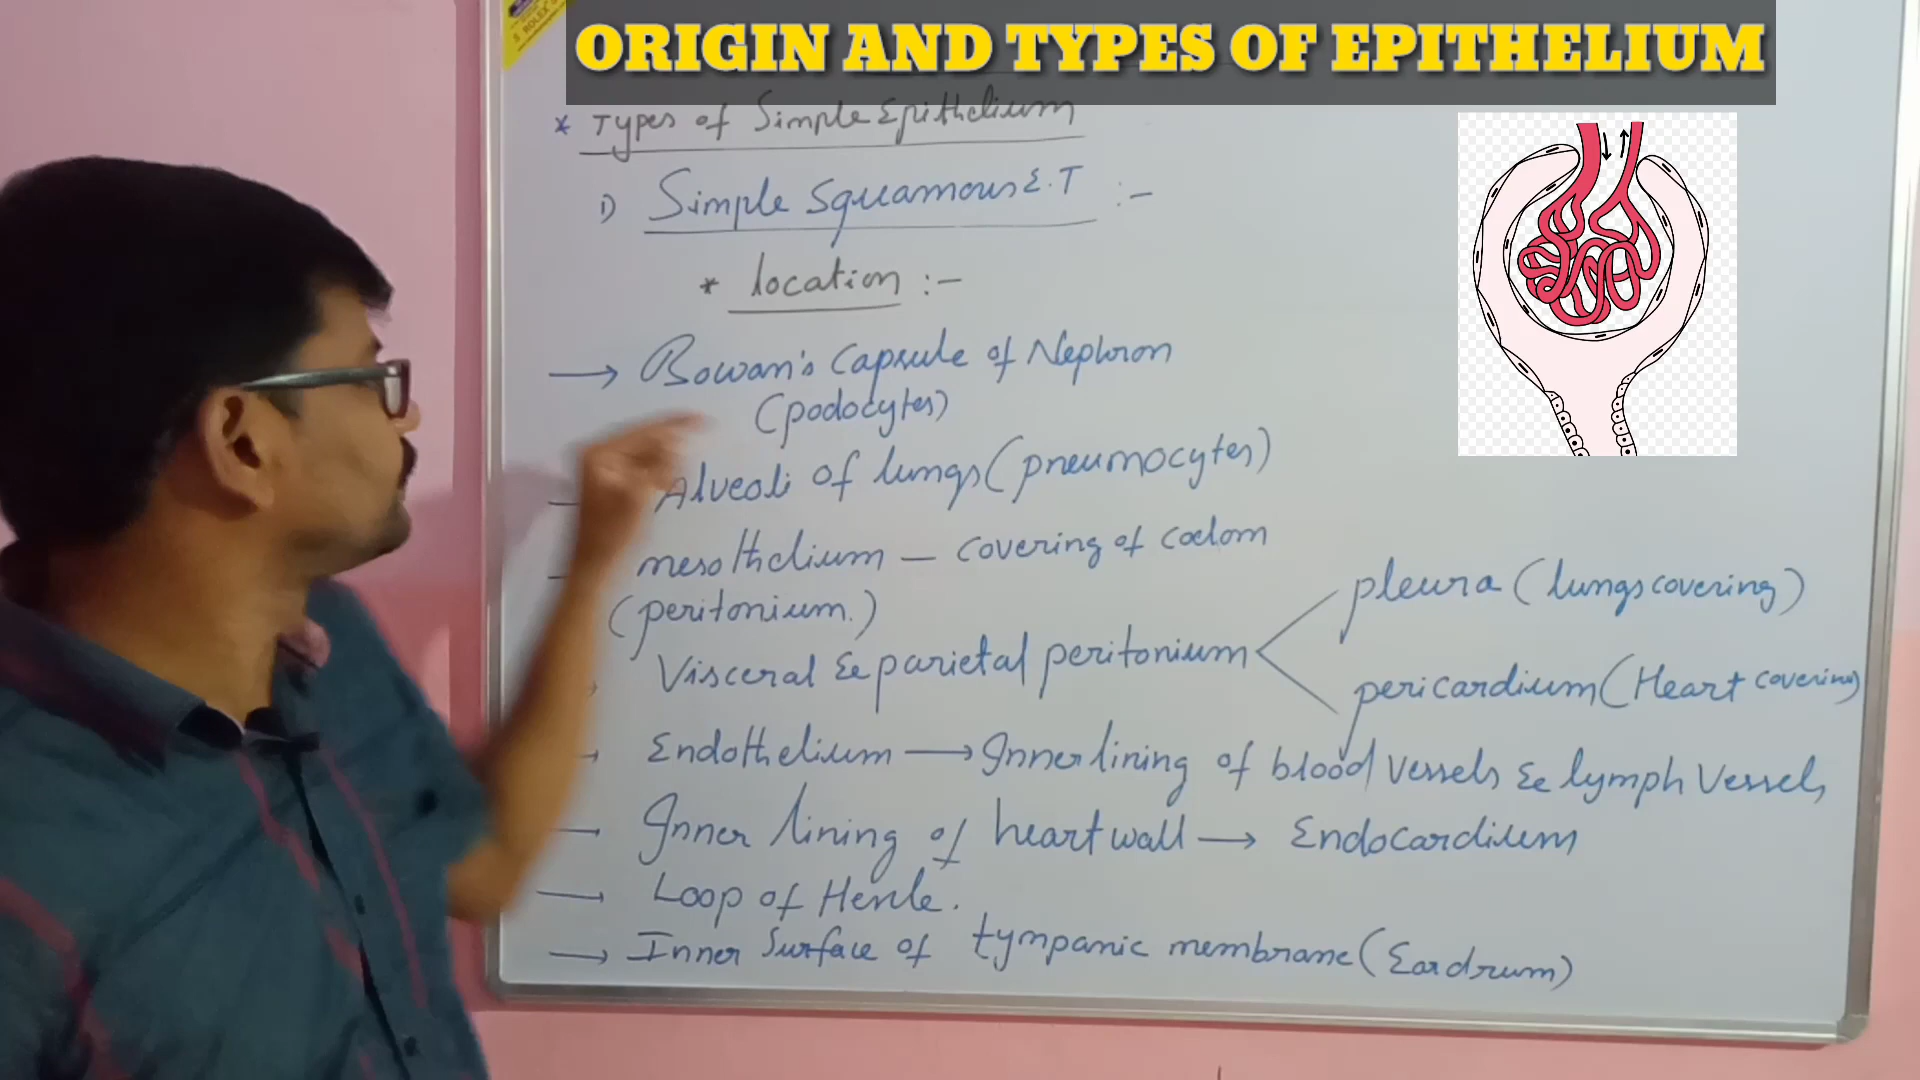 ORIGIN AND TYPES OF EPITHELIUM
* Types of Simple Epithelium
1) Simple Squamous E.T :-
* location :-
→ Bowan's Capsule of Nephron
(podocytes)
Alveoli of lungs (pneumocytes)
mesothelium — covering of coelom
(peritonium.)
Visceral & parietal peritonium
pleura (lungs covering)
pericardium (Heart covering)
Endothelium → Inner lining of blood vessels & lymph vessels
Inner lining of heart wall → Endocardium
→ Loop of Henle.
→ Inner surface of tympanic membrane (Eardrum)